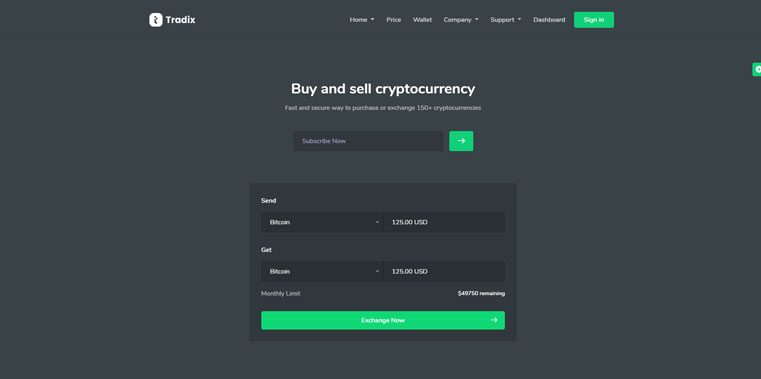 Tradix
Home Price Wallet Company Support Dashboard Sign in
Buy and sell cryptocurrency
Fast and secure way to purchase or exchange 150+ cryptocurrencies
Subscribe Now
Send
Bitcoin 125.00 USD
Get
Bitcoin 125.00 USD
Monthly Limit $49750 remaining
Exchange Now